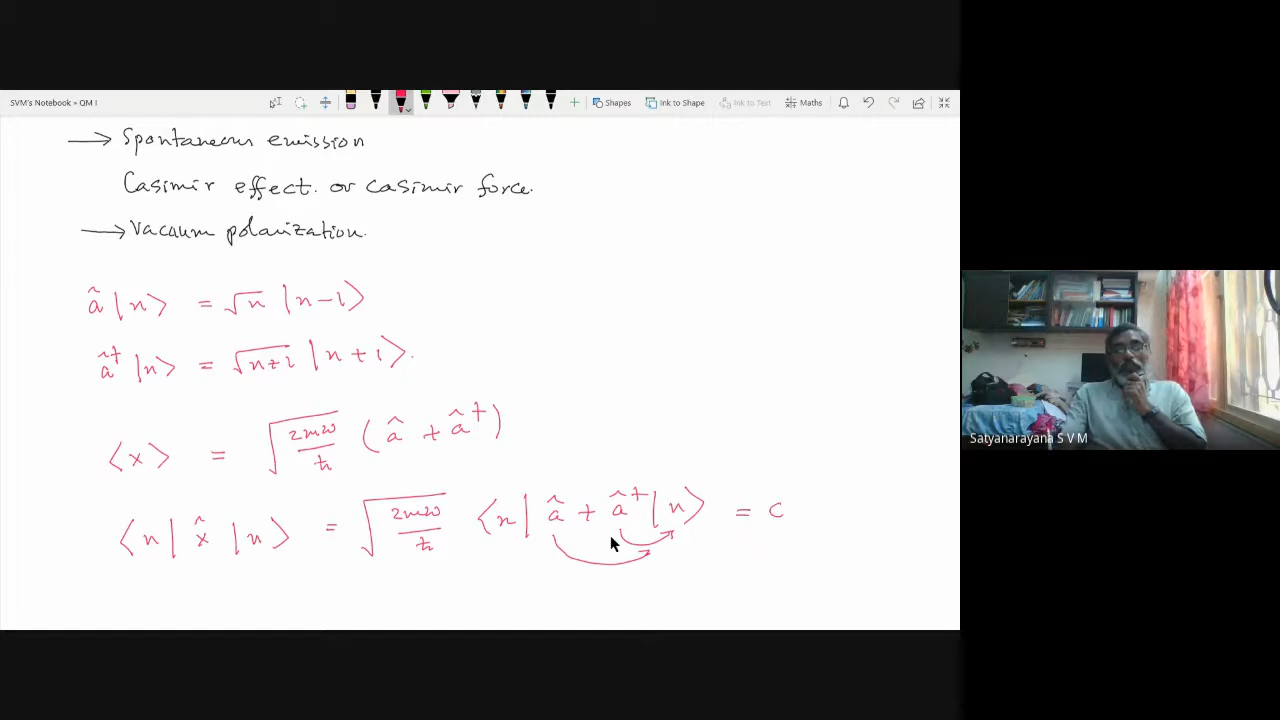 SVM's Notebook » QM I
Shapes Ink to Shape Ink to Text Maths
→ Spontaneous emission
Casimir effect. or casimir force.
→ Vacuum polarization.
â |n⟩ = √n |n-1⟩
â† |n⟩ = √n+1 |n+1⟩.
⟨x⟩ = √(2mω/ħ) (â + â†)
⟨n| x̂ |n⟩ = √(2mω/ħ) ⟨n| â + â† |n⟩ = c
Satyanarayana S V M